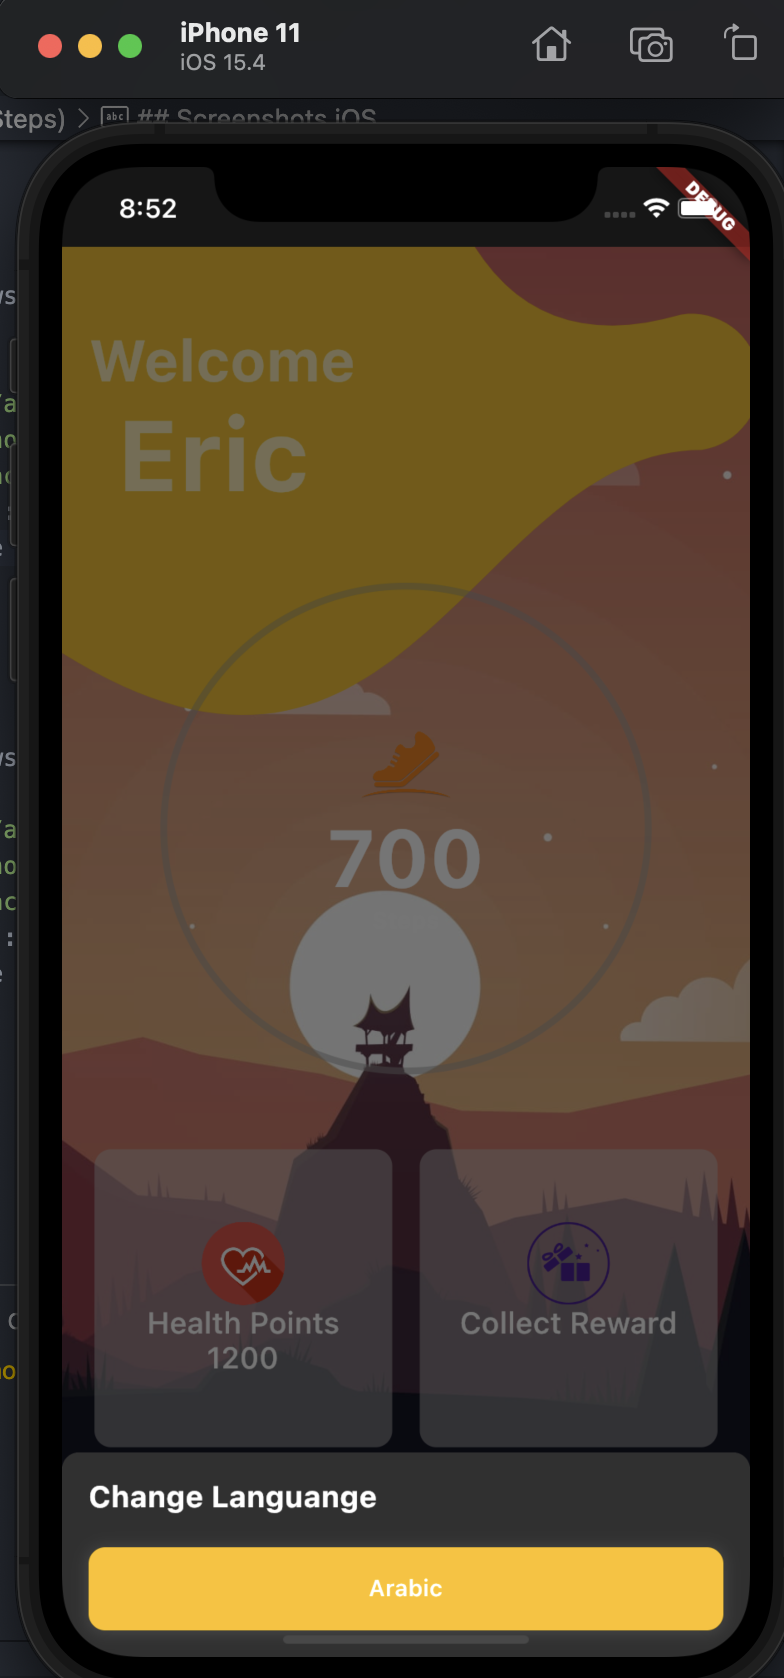 iPhone 11
iOS 15.4
Steps)
abc
## Screenshots iOS
8:52
DEBUG
Welcome
Eric
700
Health Points
1200
Collect Reward
Change Languange
Arabic